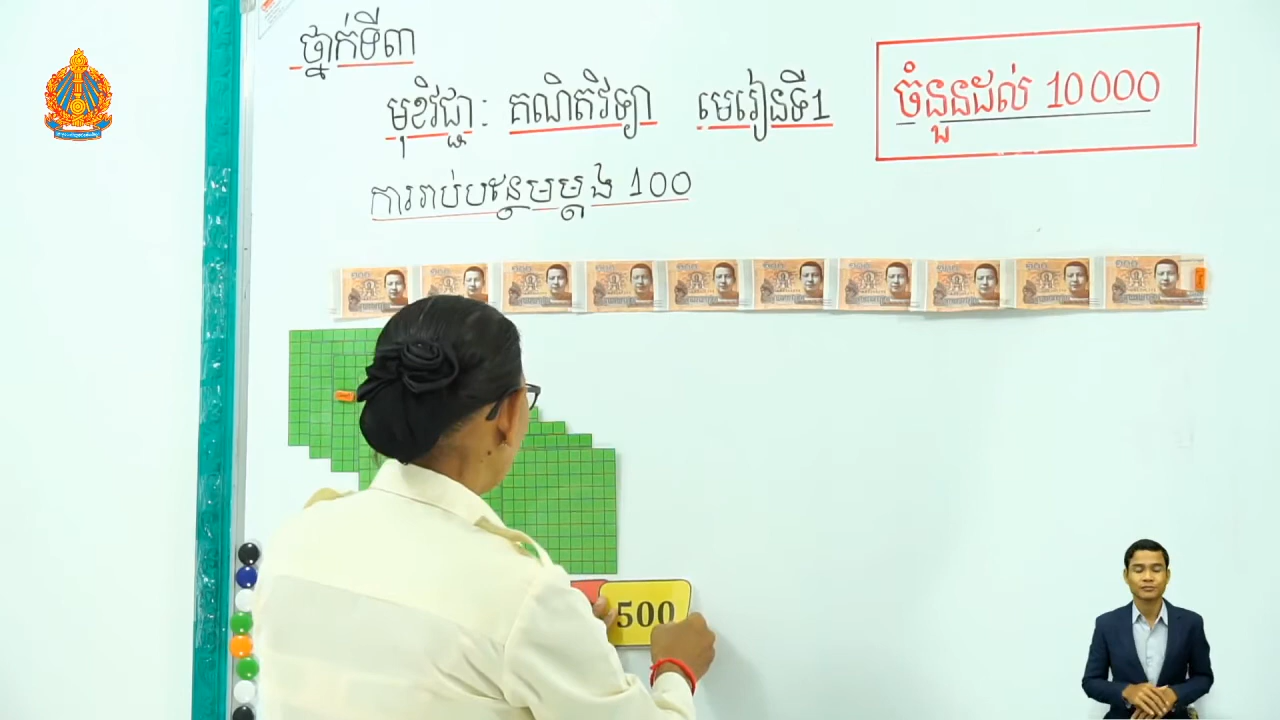 ថ្នាក់ទី៣
មុខវិជ្ជា: គណិតវិទ្យា មេរៀនទី1
ចំនួនដល់ 10000
ការរាប់បន្ថែមម្តង 100
500